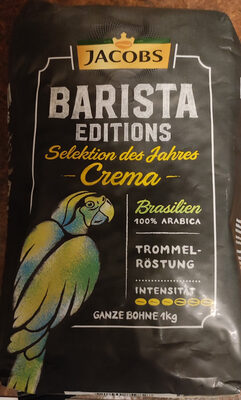 JACOBS
BARISTA
EDITIONS
Selektion des Jahres
Crema
Brasilien
100% ARABICA
TROMMEL-
RÖSTUNG
INTENSITÄT
GANZE BOHNE 1kg